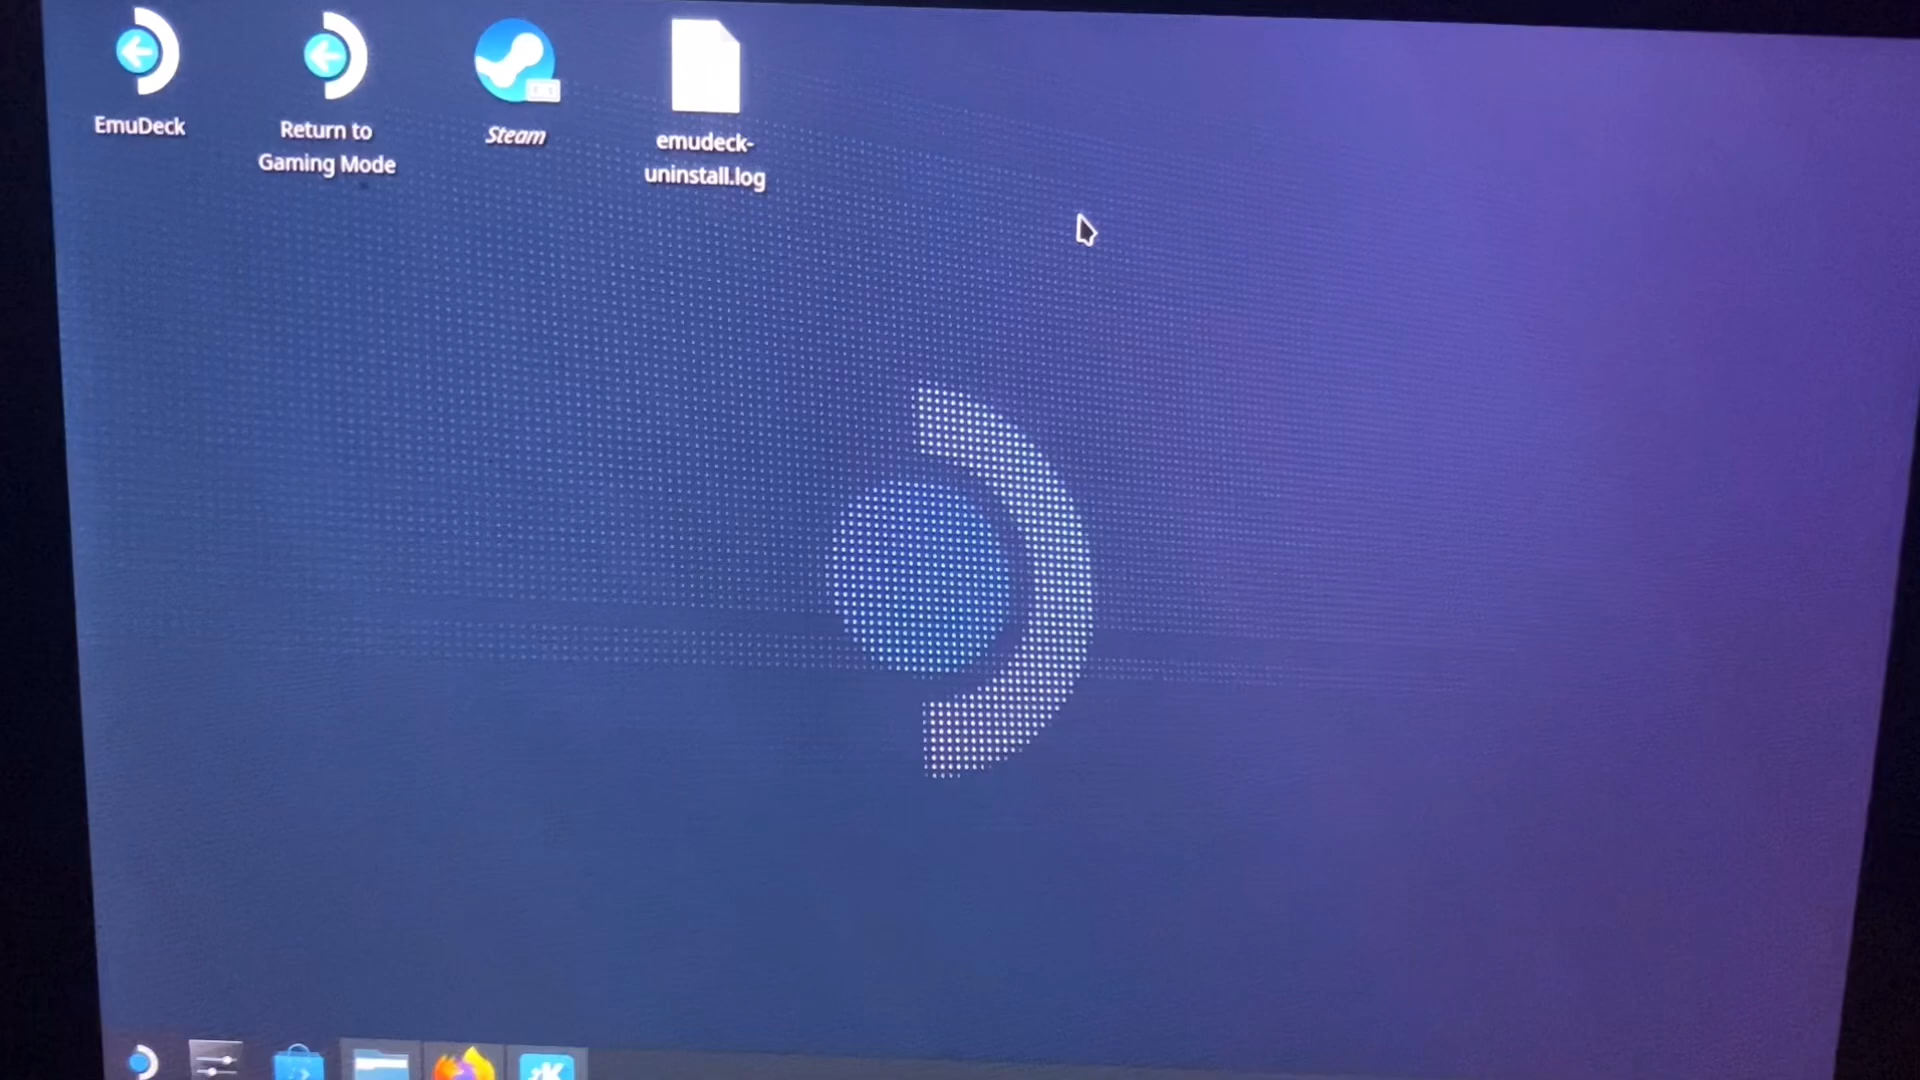 EmuDeck
Return to
Gaming Mode
Steam
emudeck-
uninstall.log